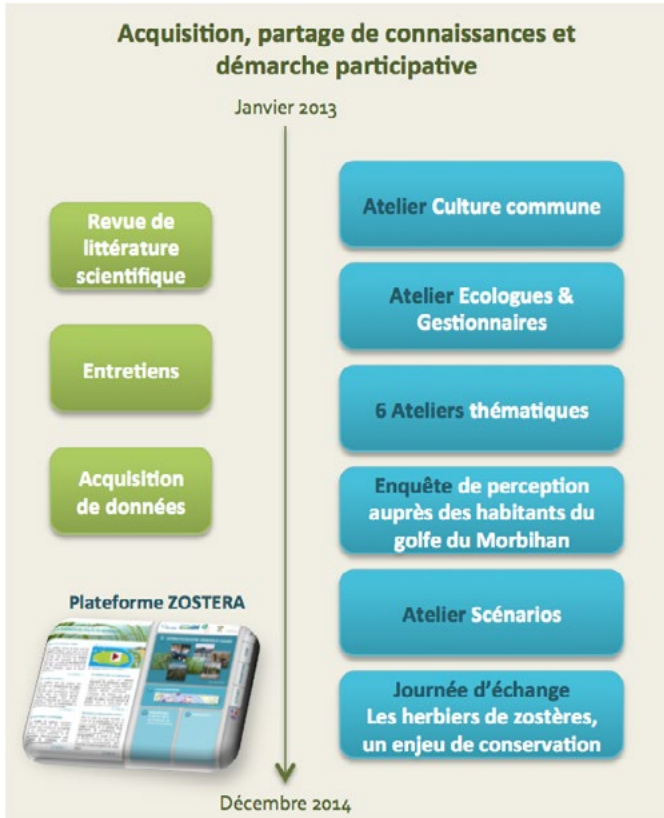 Acquisition, partage de connaissances et
démarche participative
Janvier 2013
Revue de
littérature
scientifique
Entretiens
Acquisition
de données
Plateforme ZOSTERA
Atelier Culture commune
Atelier Ecologues &
Gestionnaires
6 Ateliers thématiques
Enquête de perception
auprès des habitants du
golfe du Morbihan
Atelier Scénarios
Journée d'échange
Les herbiers de zostères,
un enjeu de conservation
Décembre 2014